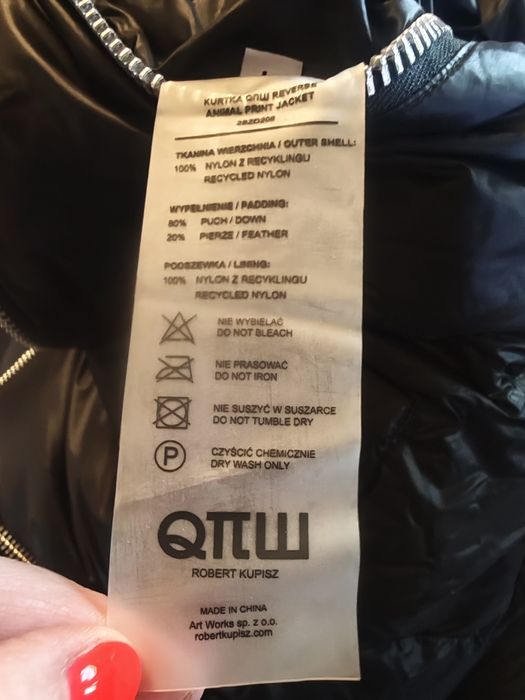 KURTKA QПШ REVERSE
ANIMAL PRINT JACKET
2BZD206
TKANINA WIERZCHNIA / OUTER SHELL:
100% NYLON Z RECYKLINGU
RECYCLED NYLON
WYPEŁNIENIE / PADDING:
80% PUCH / DOWN
20% PIERZE / FEATHER
PODSZEWKA / LINING:
100% NYLON Z RECYKLINGU
RECYCLED NYLON
NIE WYBIELAĆ
DO NOT BLEACH
NIE PRASOWAĆ
DO NOT IRON
NIE SUSZYĆ W SUSZARCE
DO NOT TUMBLE DRY
P
CZYŚCIĆ CHEMICZNIE
DRY WASH ONLY
QПШ
ROBERT KUPISZ
MADE IN CHINA
Art Works sp. z o.o.
robertkupisz.com